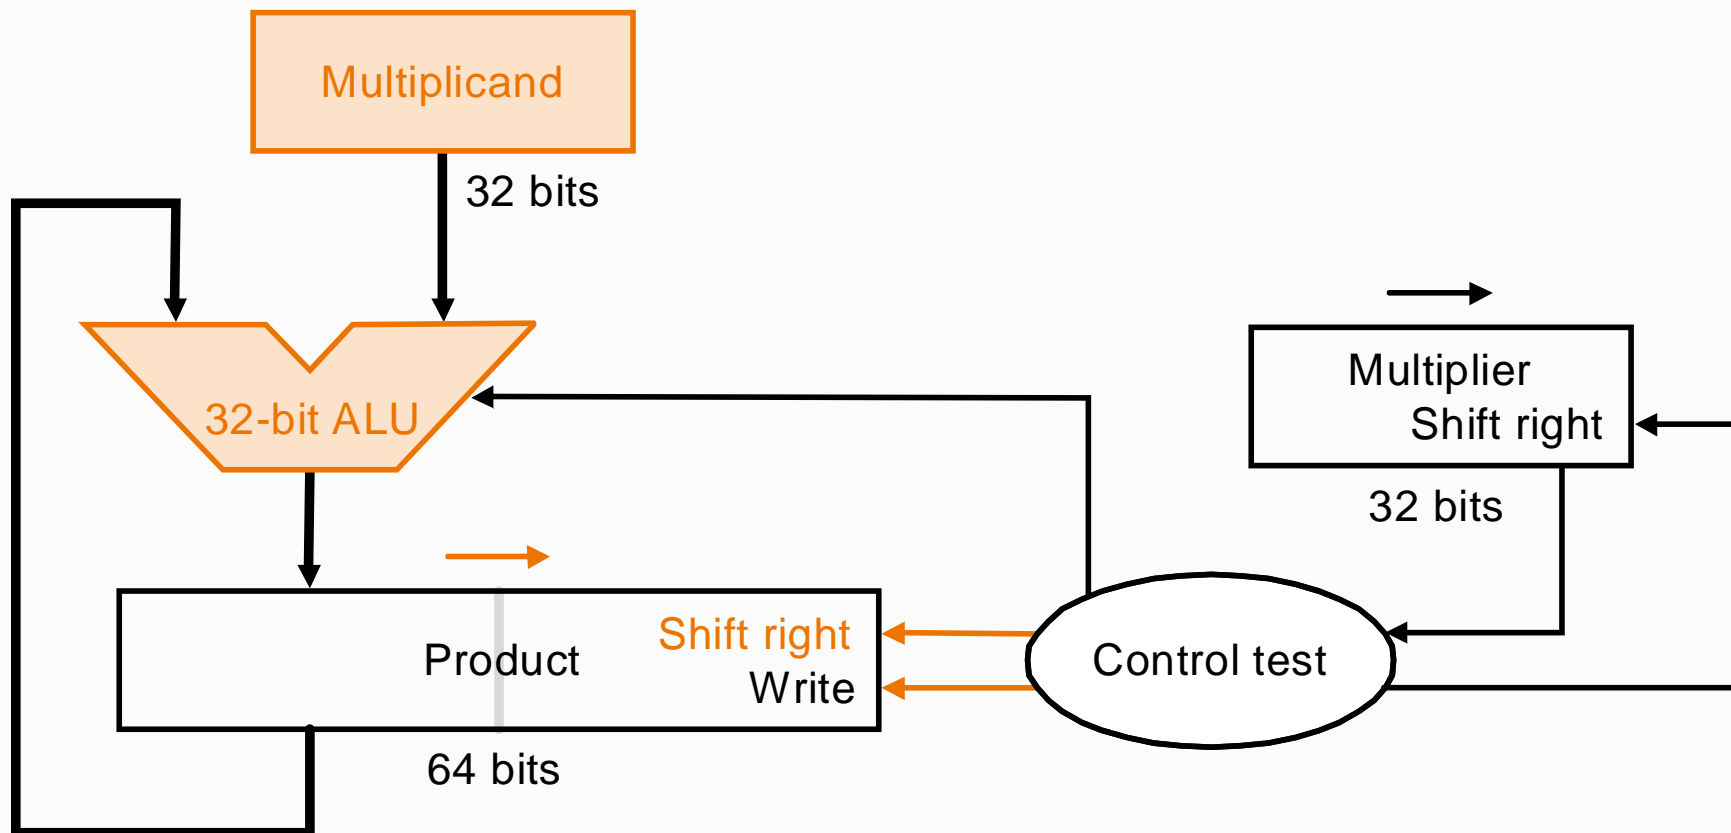 Multiplicand
32 bits
32-bit ALU
Multiplier
Shift right
32 bits
Product
Shift right
Write
64 bits
Control test